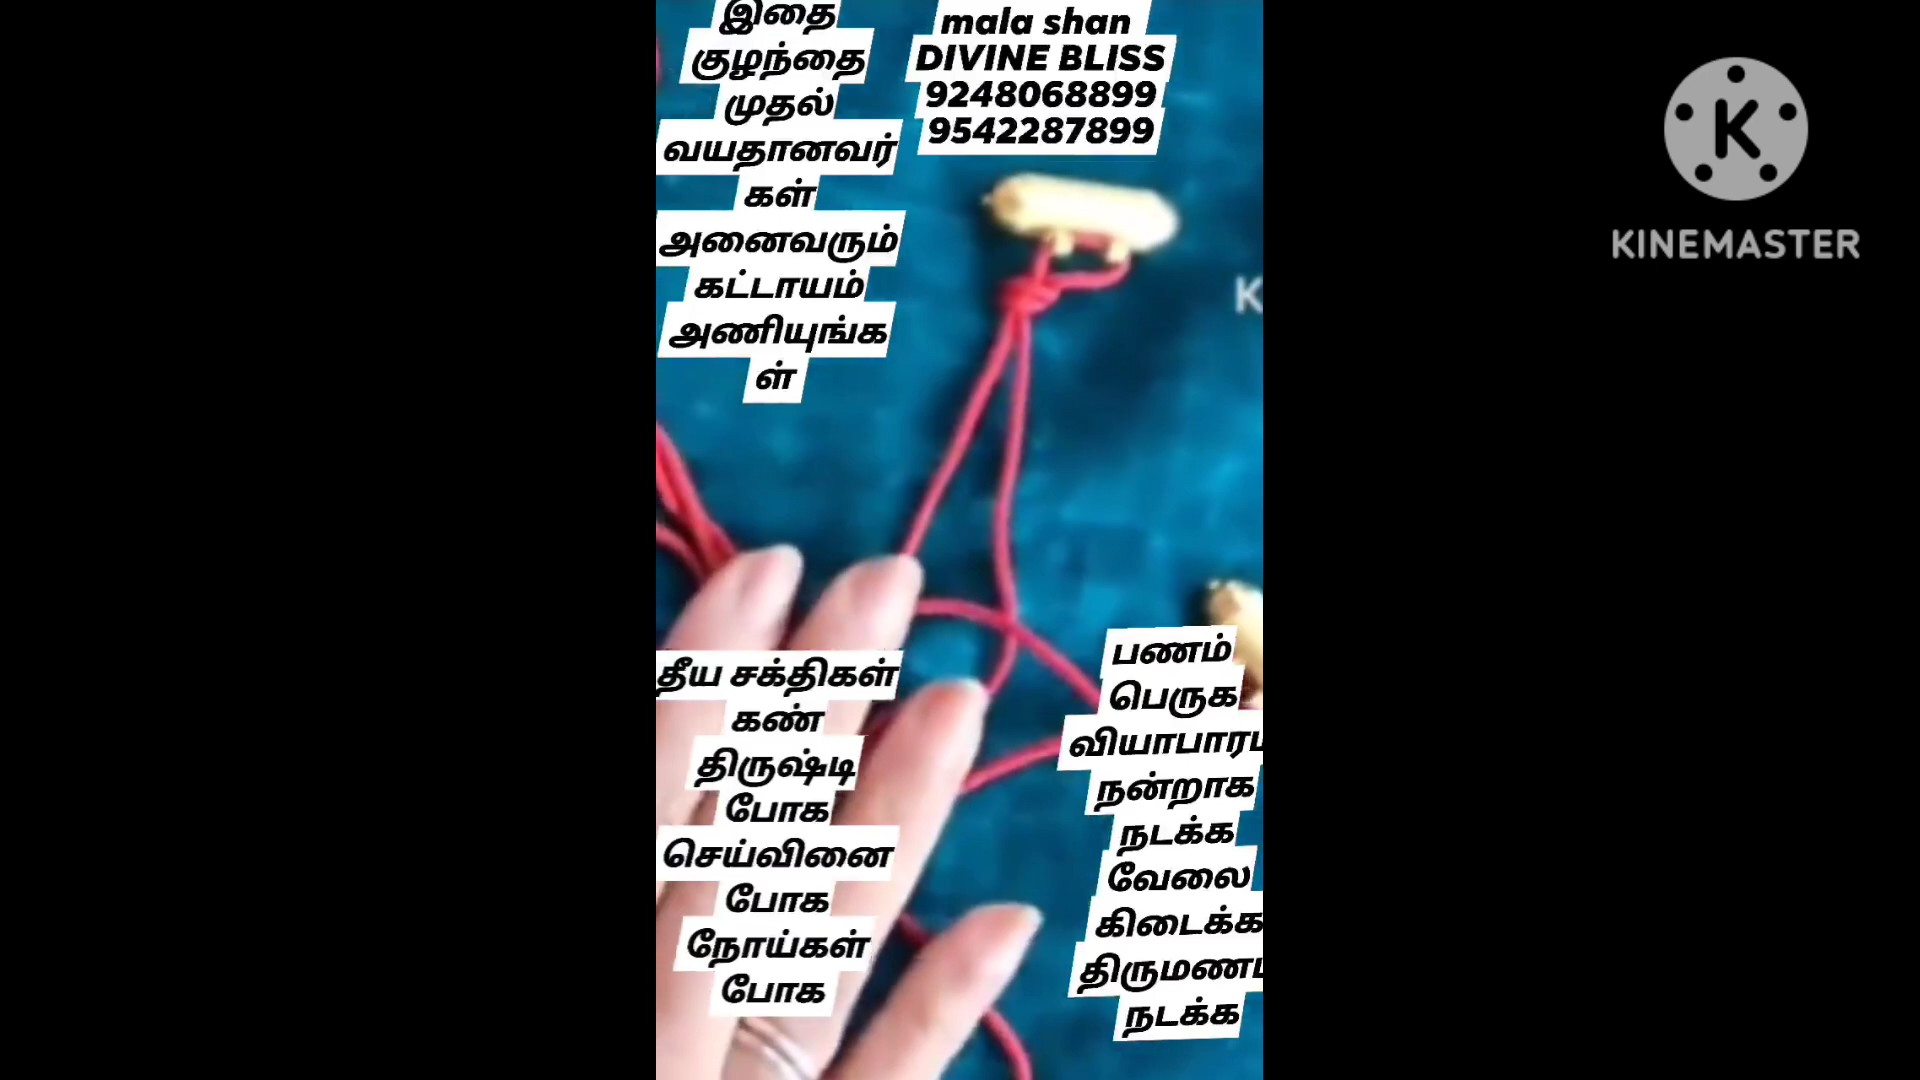 இதை
குழந்தை
முதல்
வயதானவர்
கள்
அனைவரும்
கட்டாயம்
அணியுங்க
ள்
mala shan
DIVINE BLISS
9248068899
9542287899
KINEMASTER
தீய சக்திகள்
கண்
திருஷ்டி
போக
செய்வினை
போக
நோய்கள்
போக
பணம்
பெருக
நன்றாக
நடக்க
வேலை
கிடைக்க
நடக்க